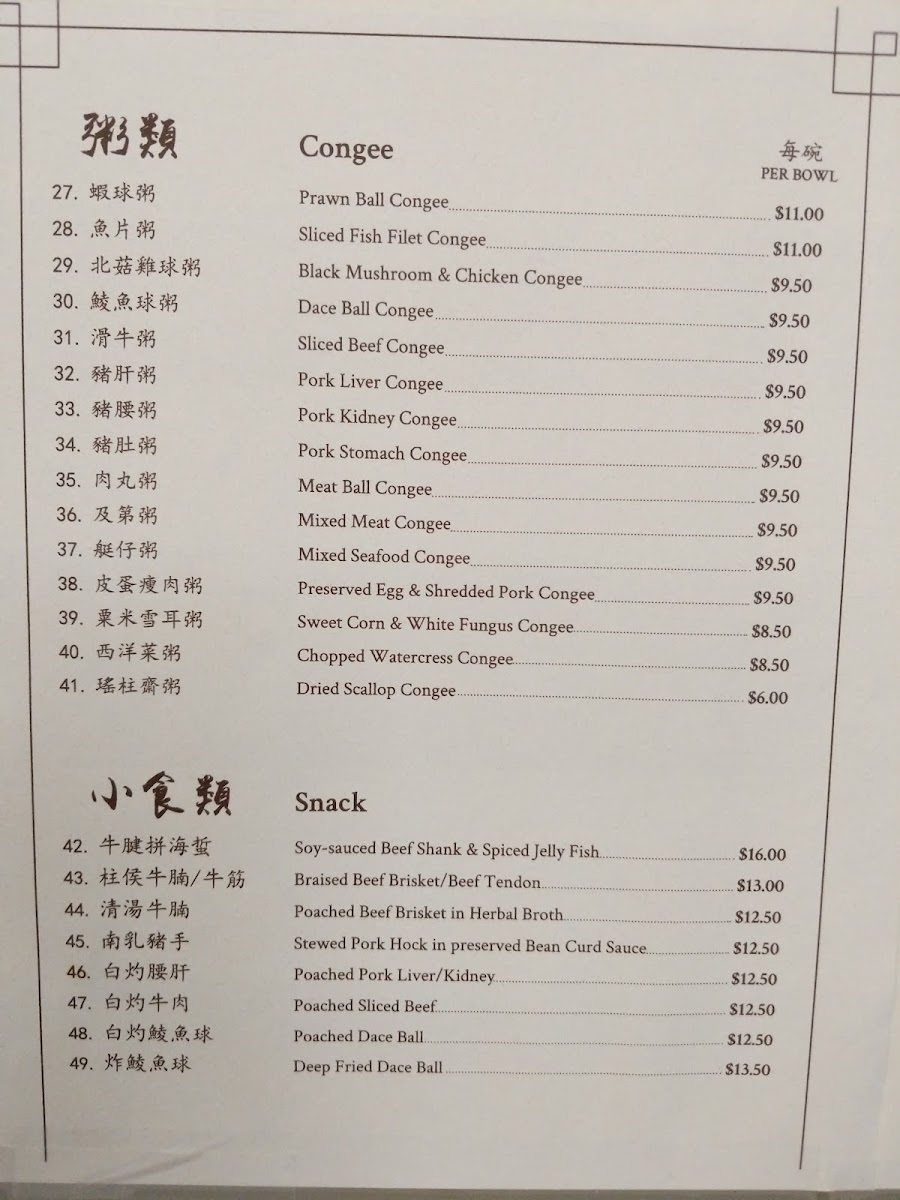 粥類 Congee 每碗
PER BOWL
27. 蝦球粥 Prawn Ball Congee $11.00
28. 魚片粥 Sliced Fish Filet Congee $11.00
29. 北菇雞球粥 Black Mushroom & Chicken Congee $9.50
30. 鯪魚球粥 Dace Ball Congee $9.50
31. 滑牛粥 Sliced Beef Congee $9.50
32. 豬肝粥 Pork Liver Congee $9.50
33. 豬腰粥 Pork Kidney Congee $9.50
34. 豬肚粥 Pork Stomach Congee $9.50
35. 肉丸粥 Meat Ball Congee $9.50
36. 及第粥 Mixed Meat Congee $9.50
37. 艇仔粥 Mixed Seafood Congee $9.50
38. 皮蛋瘦肉粥 Preserved Egg & Shredded Pork Congee $9.50
39. 粟米雪耳粥 Sweet Corn & White Fungus Congee $8.50
40. 西洋菜粥 Chopped Watercress Congee $8.50
41. 瑤柱齋粥 Dried Scallop Congee $6.00
小食類 Snack
42. 牛腱拼海蜇 Soy-sauced Beef Shank & Spiced Jelly Fish $16.00
43. 柱侯牛腩/牛筋 Braised Beef Brisket/Beef Tendon $13.00
44. 清湯牛腩 Poached Beef Brisket in Herbal Broth $12.50
45. 南乳豬手 Stewed Pork Hock in preserved Bean Curd Sauce $12.50
46. 白灼腰肝 Poached Pork Liver/Kidney $12.50
47. 白灼牛肉 Poached Sliced Beef $12.50
48. 白灼鯪魚球 Poached Dace Ball $12.50
49. 炸鯪魚球 Deep Fried Dace Ball $13.50